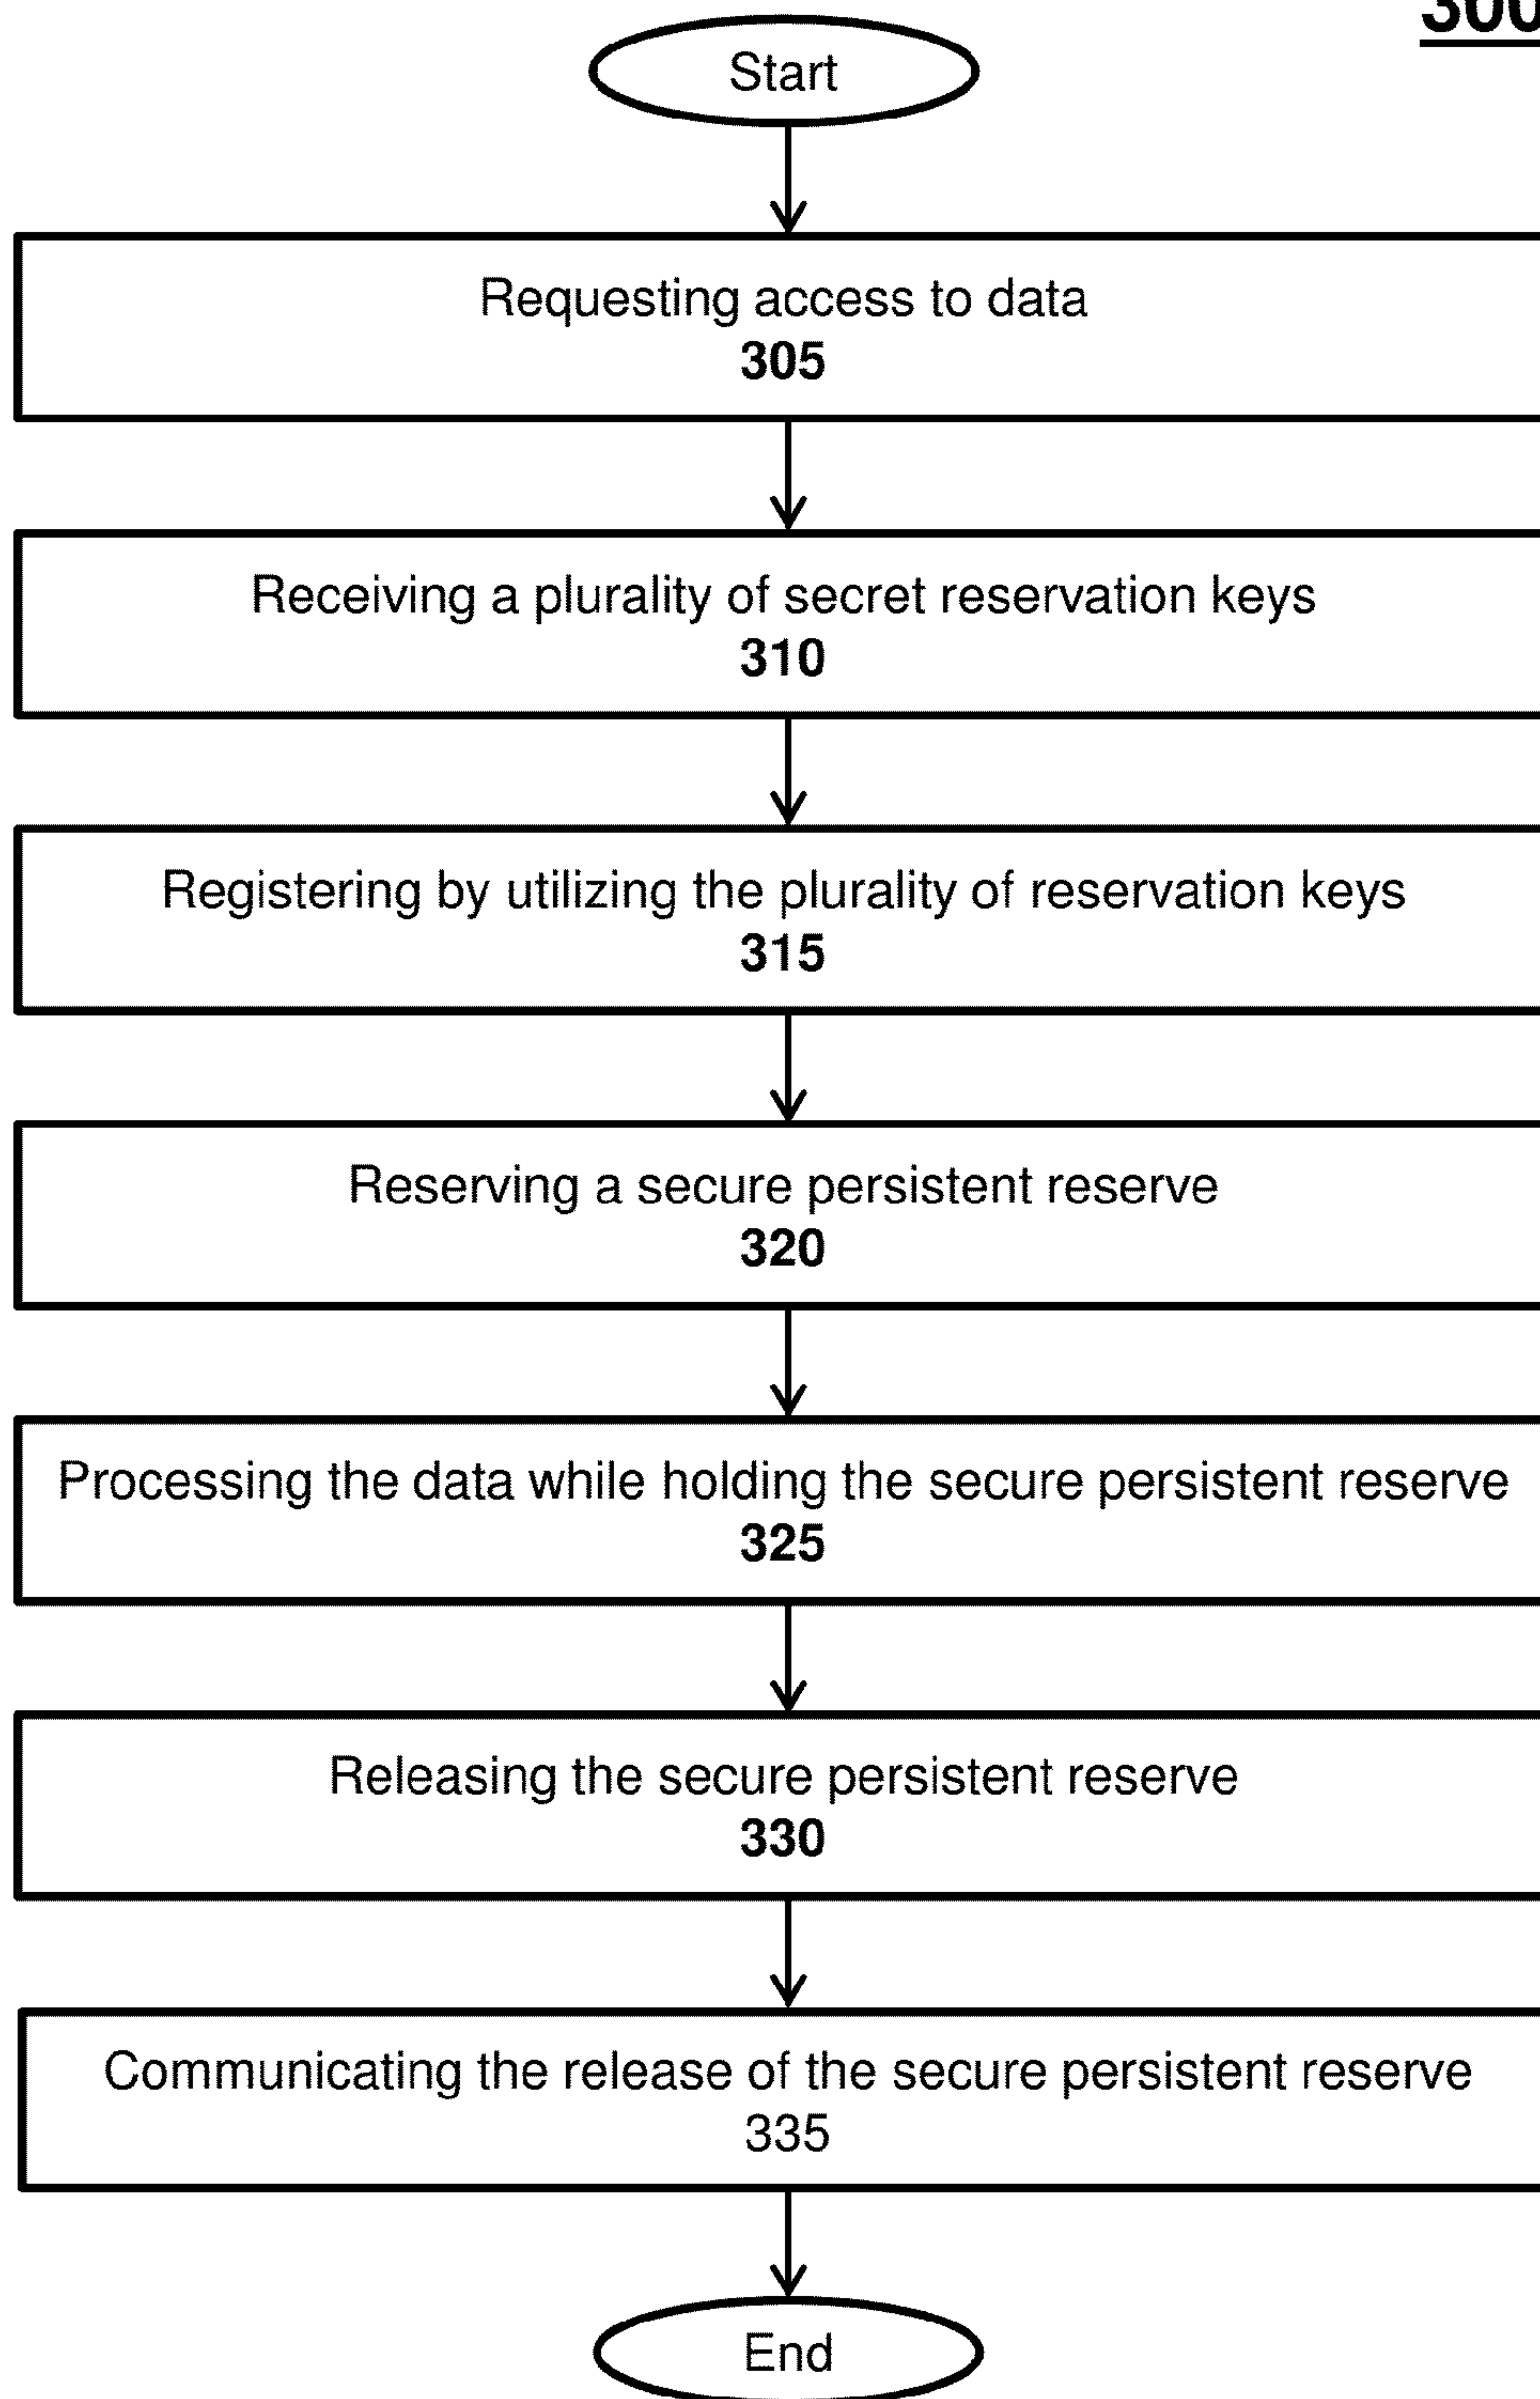 300
Start
Requesting access to data
305
Receiving a plurality of secret reservation keys
310
Registering by utilizing the plurality of reservation keys
315
Reserving a secure persistent reserve
320
Processing the data while holding the secure persistent reserve
325
Releasing the secure persistent reserve
330
Communicating the release of the secure persistent reserve
335
End